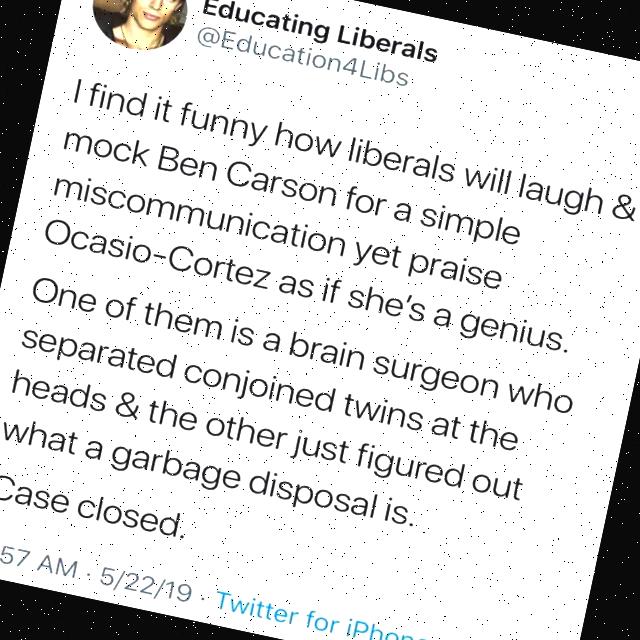 Educating Liberals
@Education4Libs
I find it funny how liberals will laugh &
mock Ben Carson for a simple
miscommunication yet praise
Ocasio-Cortez as if she's a genius.
One of them is a brain surgeon who
separated conjoined twins at the
heads & the other just figured out
what a garbage disposal is.
Case closed.
57 AM · 5/22/19 · Twitter for iPhone